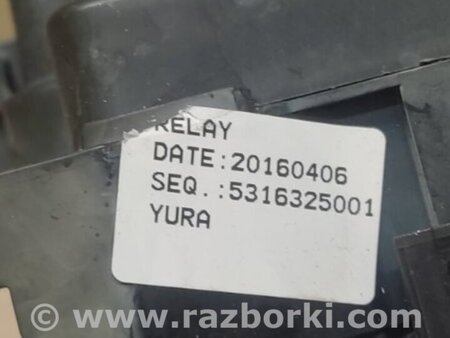 RELAY
DATE:20160406
SEQ.:5316325001
YURA
© www.razborki.com